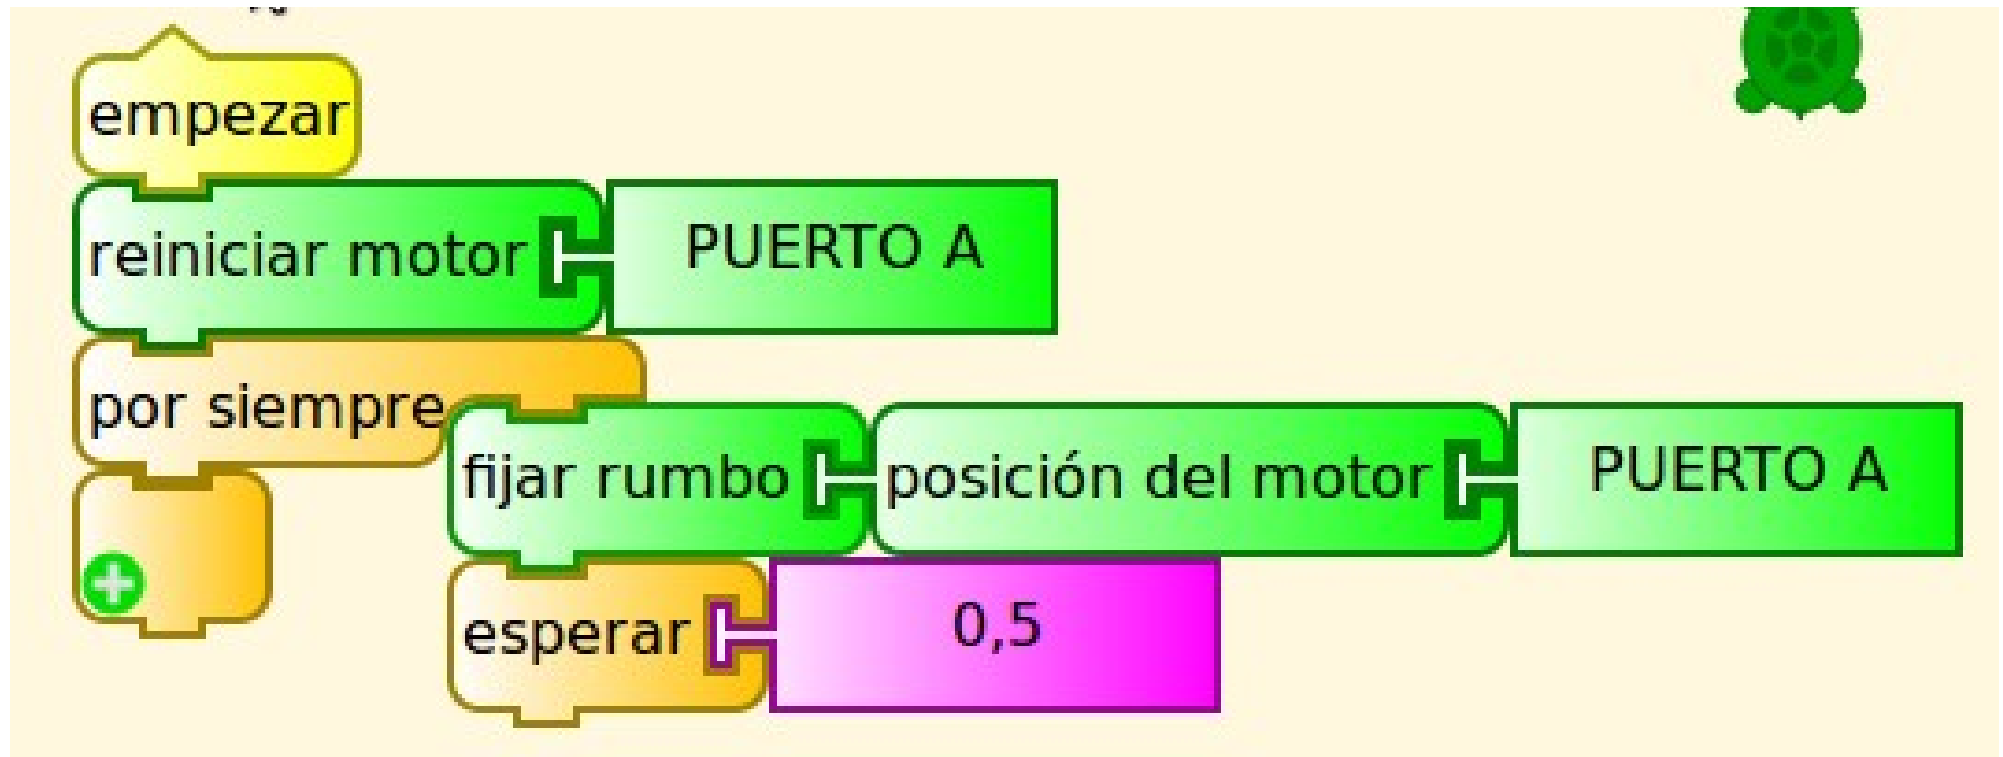 empezar
reiniciar motor PUERTO A
por siempre
fijar rumbo posición del motor PUERTO A
esperar 0,5